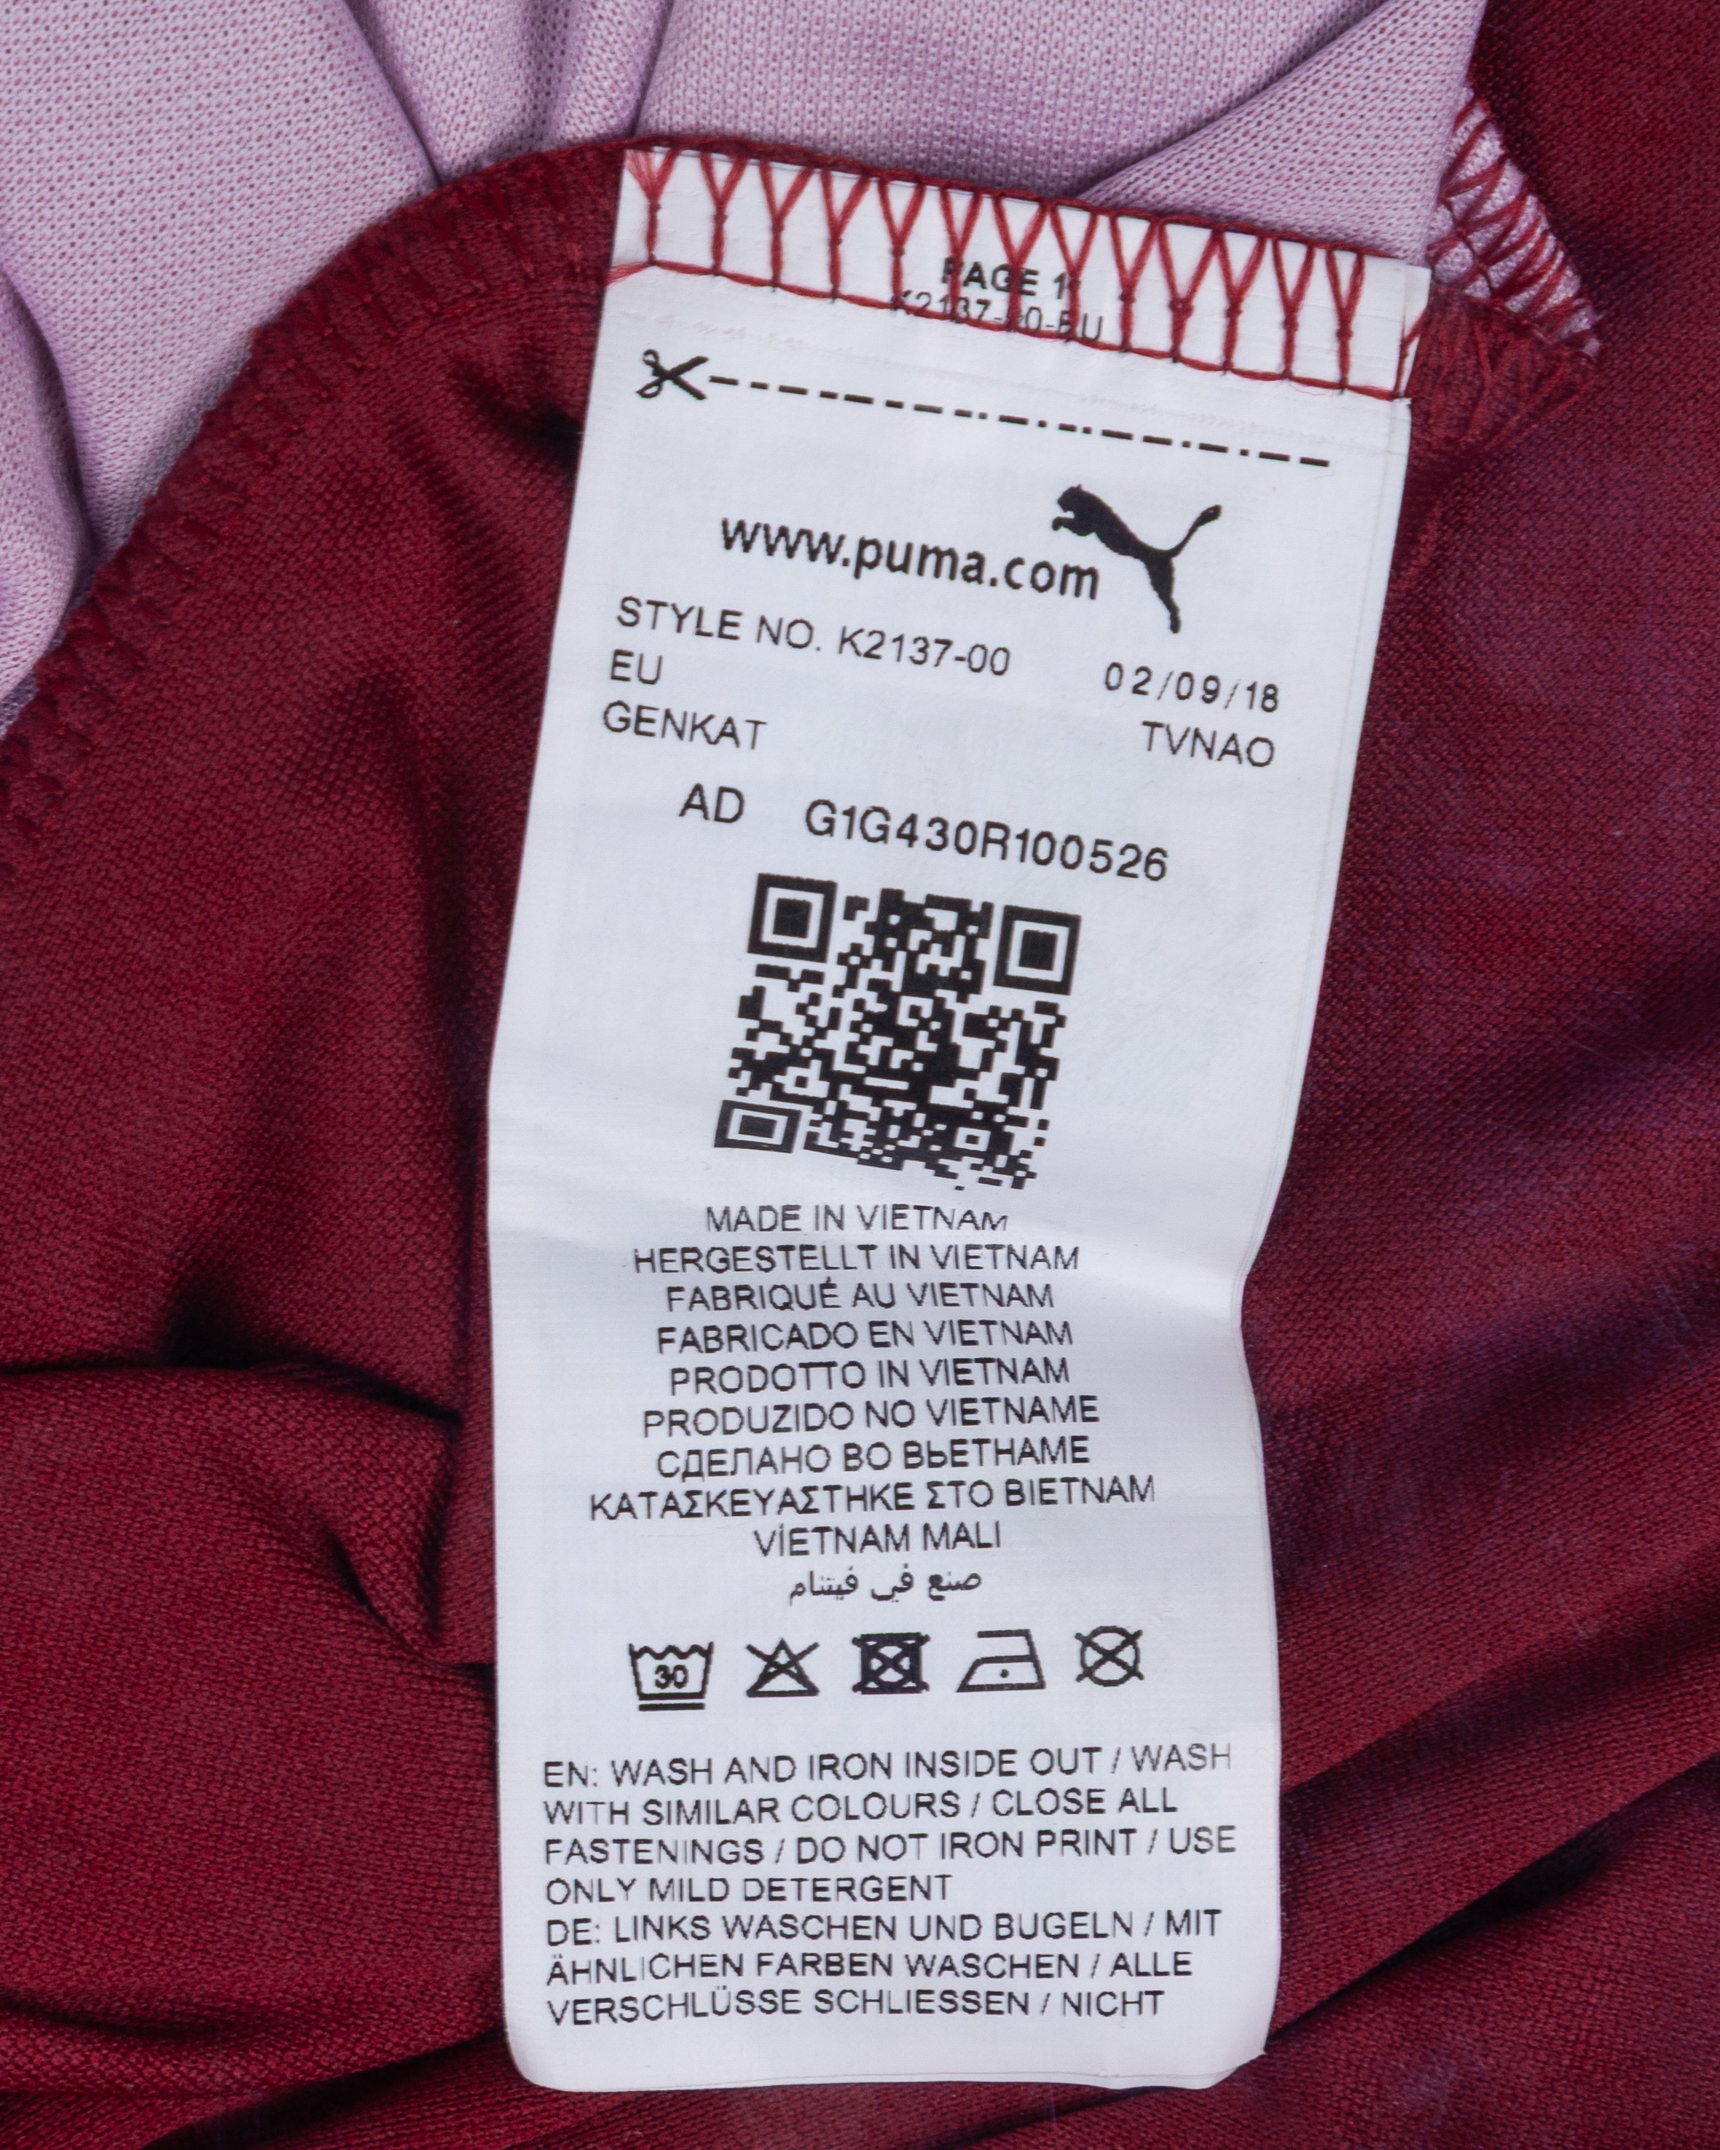 PAGE 1
K2137-00-EU
www.puma.com
STYLE NO. K2137-00 02/09/18
EU
GENKAT TVNAO
AD G1G430R100526
MADE IN VIETNAM
HERGESTELLT IN VIETNAM
FABRIQUÉ AU VIETNAM
FABRICADO EN VIETNAM
PRODOTTO IN VIETNAM
PRODUZIDO NO VIETNAME
СДЕЛАНО ВО ВЬЕТНАМЕ
ΚΑΤΑΣΚΕΥΑΣΤΗΚΕ ΣΤΟ ΒΙΕΤΝΑΜ
VİETNAM MALI
صنع في فيتنام
30
EN: WASH AND IRON INSIDE OUT / WASH
WITH SIMILAR COLOURS / CLOSE ALL
FASTENINGS / DO NOT IRON PRINT / USE
ONLY MILD DETERGENT
DE: LINKS WASCHEN UND BUGELN / MIT
ÄHNLICHEN FARBEN WASCHEN / ALLE
VERSCHLÜSSE SCHLIESSEN / NICHT